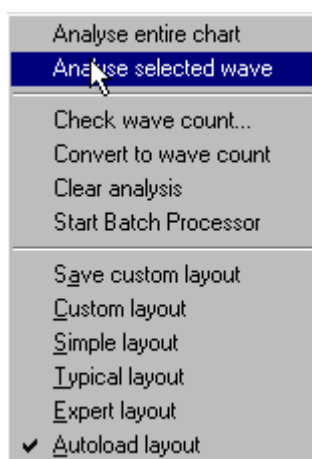 Analyse entire chart
Analyse selected wave
Check wave count...
Convert to wave count
Clear analysis
Start Batch Processor
Save custom layout
Custom layout
Simple layout
Typical layout
Expert layout
Autoload layout